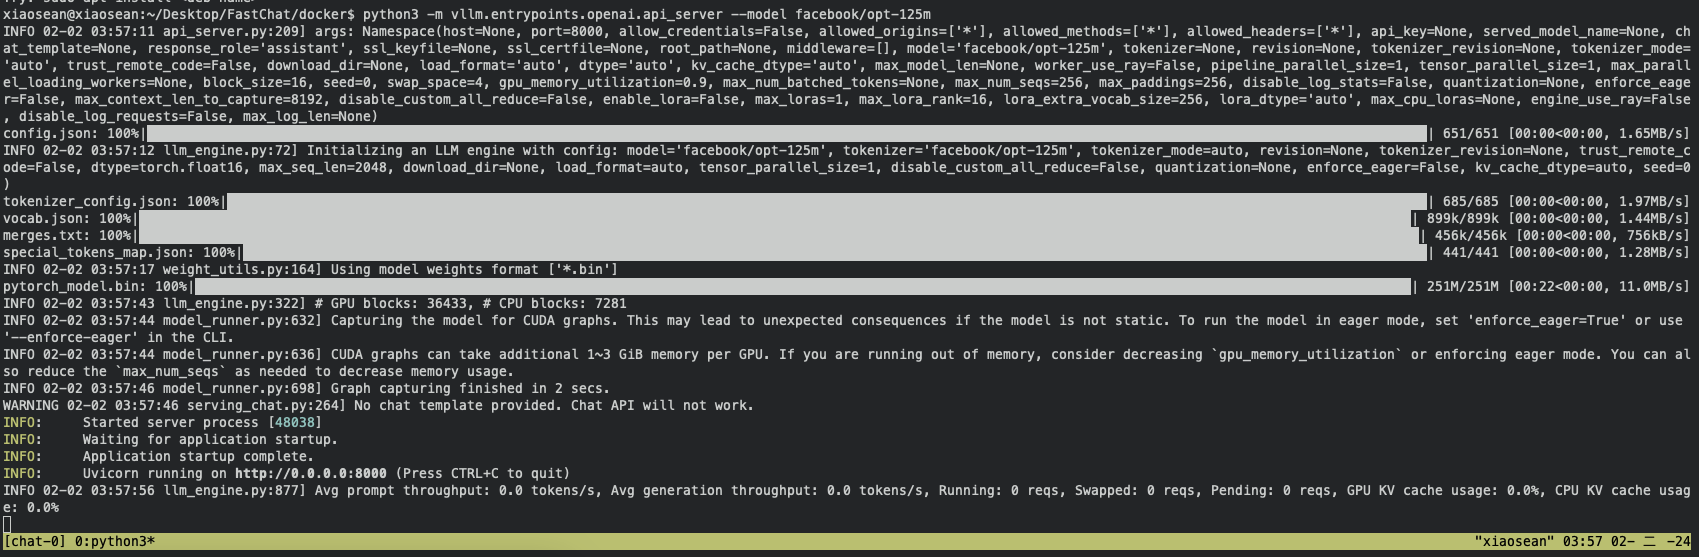 xiaosean@xiaosean:~/Desktop/FastChat/docker$ python3 -m vllm.entrypoints.openai.api_server --model facebook/opt-125m
INFO 02-02 03:57:11 api_server.py:209] args: Namespace(host=None, port=8000, allow_credentials=False, allowed_origins=['*'], allowed_methods=['*'], allowed_headers=['*'], api_key=None, served_model_name=None, ch
at_template=None, response_role='assistant', ssl_keyfile=None, ssl_certfile=None, root_path=None, middleware=[], model='facebook/opt-125m', tokenizer=None, revision=None, tokenizer_revision=None, tokenizer_mode=
'auto', trust_remote_code=False, download_dir=None, load_format='auto', dtype='auto', kv_cache_dtype='auto', max_model_len=None, worker_use_ray=False, pipeline_parallel_size=1, tensor_parallel_size=1, max_parall
el_loading_workers=None, block_size=16, seed=0, swap_space=4, gpu_memory_utilization=0.9, max_num_batched_tokens=None, max_num_seqs=256, max_paddings=256, disable_log_stats=False, quantization=None, enforce_eage
r=False, max_context_len_to_capture=8192, disable_custom_all_reduce=False, enable_lora=False, max_loras=1, max_lora_rank=16, lora_extra_vocab_size=256, lora_dtype='auto', max_cpu_loras=None, engine_use_ray=False
, disable_log_requests=False, max_log_len=None)
config.json: 100%| | 651/651 [00:00<00:00, 1.65MB/s]
INFO 02-02 03:57:12 llm_engine.py:72] Initializing an LLM engine with config: model='facebook/opt-125m', tokenizer='facebook/opt-125m', tokenizer_mode=auto, revision=None, tokenizer_revision=None, trust_remote_c
ode=False, dtype=torch.float16, max_seq_len=2048, download_dir=None, load_format=auto, tensor_parallel_size=1, disable_custom_all_reduce=False, quantization=None, enforce_eager=False, kv_cache_dtype=auto, seed=0
)
tokenizer_config.json: 100%| | 685/685 [00:00<00:00, 1.97MB/s]
vocab.json: 100%| | 899k/899k [00:00<00:00, 1.44MB/s]
merges.txt: 100%| | 456k/456k [00:00<00:00, 756kB/s]
special_tokens_map.json: 100%| | 441/441 [00:00<00:00, 1.28MB/s]
INFO 02-02 03:57:17 weight_utils.py:164] Using model weights format ['*.bin']
pytorch_model.bin: 100%| | 251M/251M [00:22<00:00, 11.0MB/s]
INFO 02-02 03:57:43 llm_engine.py:322] # GPU blocks: 36433, # CPU blocks: 7281
INFO 02-02 03:57:44 model_runner.py:632] Capturing the model for CUDA graphs. This may lead to unexpected consequences if the model is not static. To run the model in eager mode, set 'enforce_eager=True' or use
'--enforce-eager' in the CLI.
INFO 02-02 03:57:44 model_runner.py:636] CUDA graphs can take additional 1~3 GiB memory per GPU. If you are running out of memory, consider decreasing `gpu_memory_utilization` or enforcing eager mode. You can al
so reduce the `max_num_seqs` as needed to decrease memory usage.
INFO 02-02 03:57:46 model_runner.py:698] Graph capturing finished in 2 secs.
WARNING 02-02 03:57:46 serving_chat.py:264] No chat template provided. Chat API will not work.
INFO: Started server process [48038]
INFO: Waiting for application startup.
INFO: Application startup complete.
INFO: Uvicorn running on http://0.0.0.0:8000 (Press CTRL+C to quit)
INFO 02-02 03:57:56 llm_engine.py:877] Avg prompt throughput: 0.0 tokens/s, Avg generation throughput: 0.0 tokens/s, Running: 0 reqs, Swapped: 0 reqs, Pending: 0 reqs, GPU KV cache usage: 0.0%, CPU KV cache usag
e: 0.0%
[chat-0] 0:python3* "xiaosean" 03:57 02- 二 -24